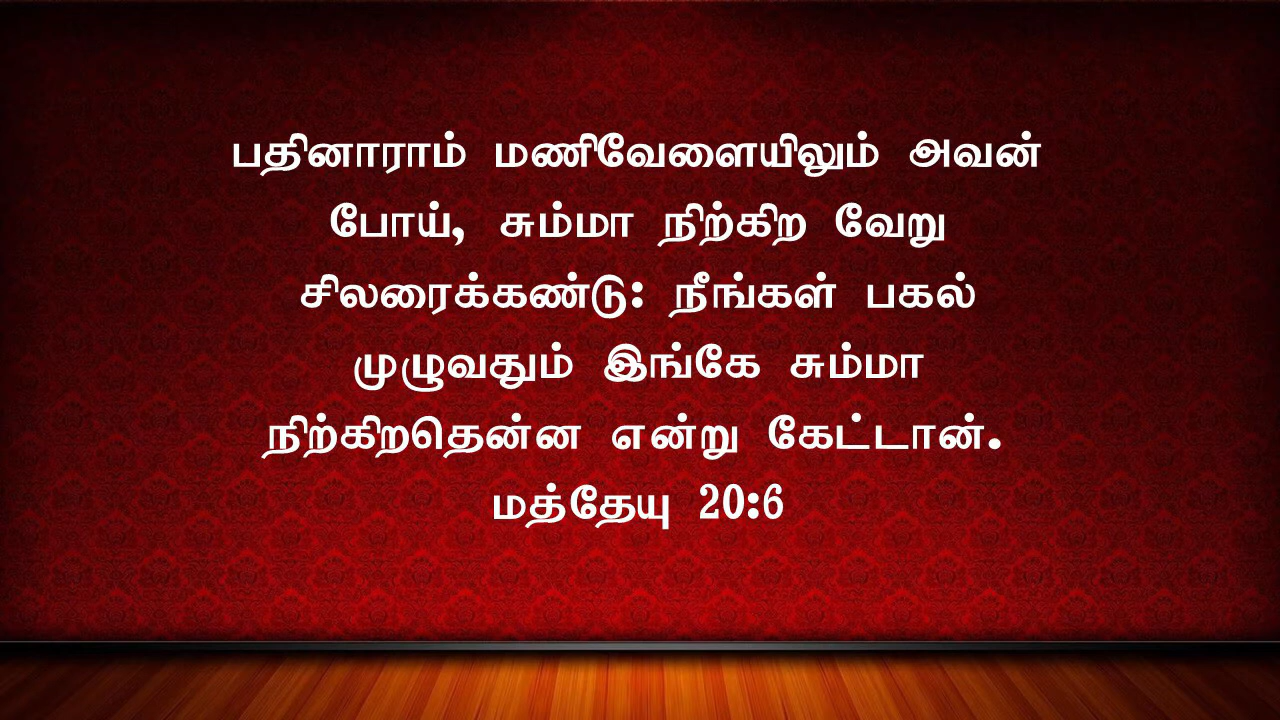 பதினாராம் மணிவேளையிலும் அவன்
போய், சும்மா நிற்கிற வேறு
சிலரைக்கண்டு: நீங்கள் பகல்
முழுவதும் இங்கே சும்மா
நிற்கிறதென்ன என்று கேட்டான்.
மத்தேயு 20:6